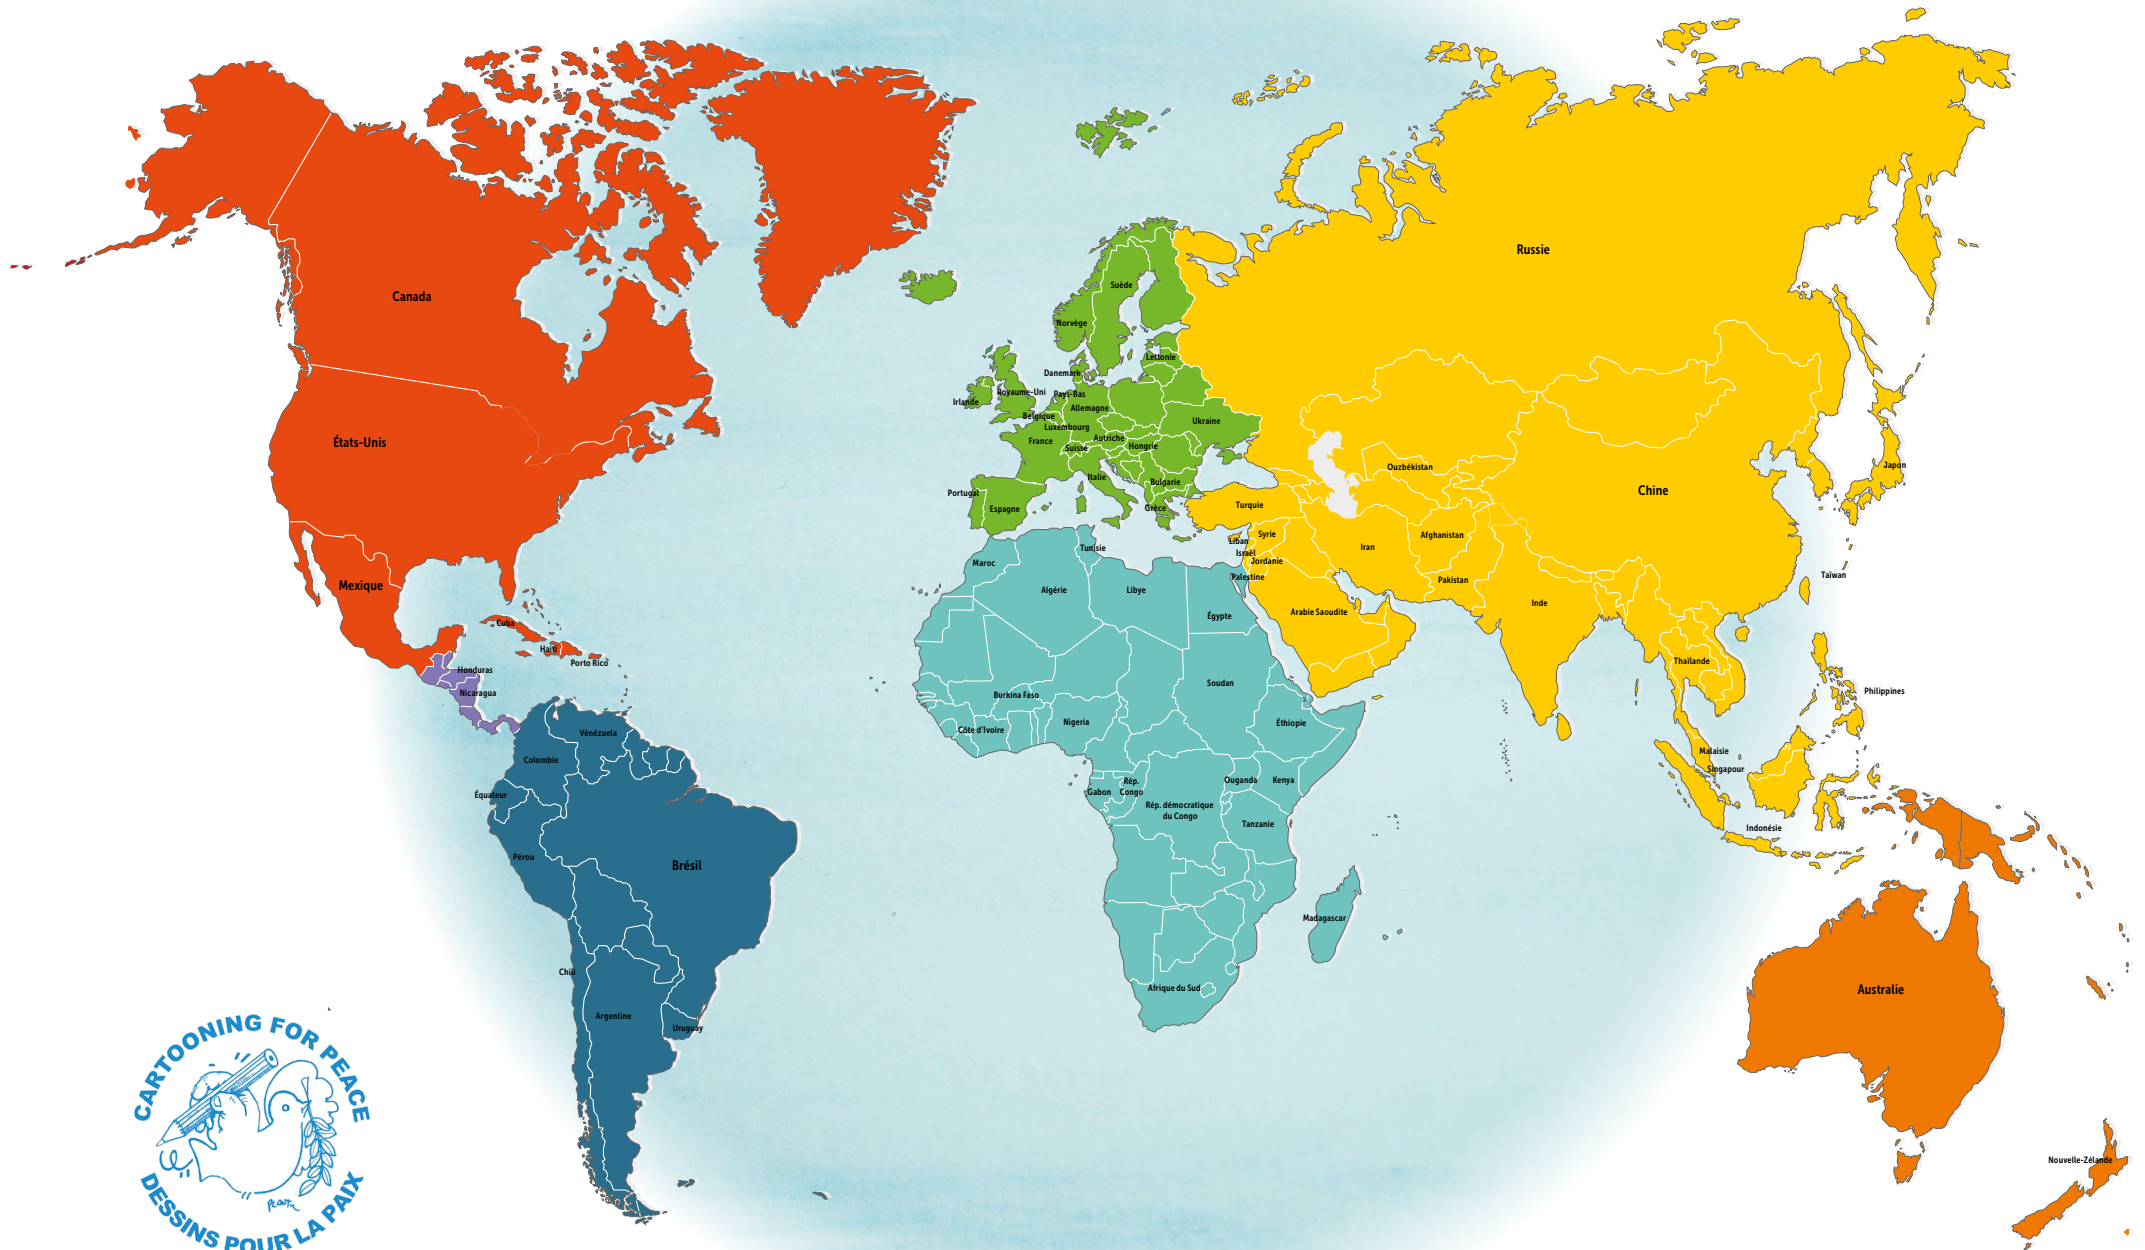 Russie
Suède
Canada
Norvège
Lettonie
Danemark
Pays-Bas
Royaume-Uni
Irlande
Allemagne
Belgique
Ukraine
Luxembourg
Autriche
France
États-Unis
Hongrie
Suisse
Ouzbékistan
Japon
Italie
Bulgarie
Chine
Portugal
Turquie
Grèce
Espagne
Syrie
Afghanistan
Liban
Iran
Tunisie
Israël
Jordanie
Maroc
Taïwan
Palestine
Pakistan
Mexique
Algérie
Libye
Inde
Arabie Saoudite
Égypte
Cuba
Haïti
Porto Rico
Thaïlande
Honduras
Soudan
Philippines
Nicaragua
Burkina Faso
Nigeria
Éthiopie
Côte d'Ivoire
Vénézuela
Malaisie
Colombie
Singapour
Ouganda
Kenya
Rép.
Congo
Gabon
Équateur
Rép. démocratique
du Congo
Tanzanie
Indonésie
Pérou
Brésil
Madagascar
Chili
Afrique du Sud
Australie
Argentine
Uruguay
Nouvelle-Zélande
CARTOONING FOR PEACE
PLANTU
DESSINS POUR LA PAIX